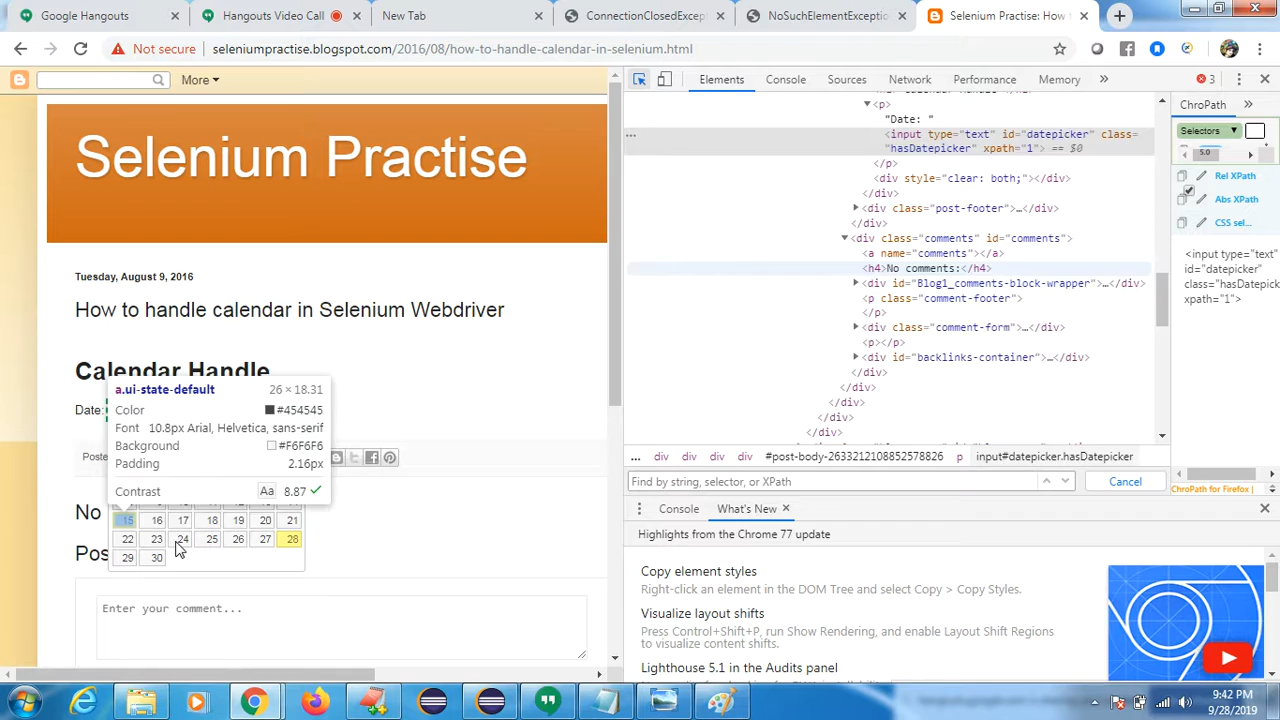 Google Hangouts
Hangouts Video Call
New Tab
ConnectionClosedExcep
NoSuchElementExceptio
Selenium Practise: How t
Not secure
seleniumpractise.blogspot.com/2016/08/how-to-handle-calendar-in-selenium.html
More
Selenium Practise
Tuesday, August 9, 2016
How to handle calendar in Selenium Webdriver
Calendar Handle
Date:
a.ui-state-default 26 × 18.31
Color #454545
Font 10.8px Arial, Helvetica, sans-serif
Background #F6F6F6
Padding 2.16px
Contrast Aa 8.87
Poste
No
15 16 17 18 19 20 21
22 23 24 25 26 27 28
29 30
Pos
Enter your comment...
Elements Console Sources Network Performance Memory » 3
<p>
"Date: "
<input type="text" id="datepicker" class=
"hasDatepicker" xpath="1"> == $0
</p>
<div style="clear: both;"></div>
</div>
<div class="post-footer">…</div>
</div>
<div class="comments" id="comments">
<a name="comments"></a>
<h4>No comments:</h4>
<div id="Blog1_comments-block-wrapper">…</div>
<p class="comment-footer">
</p>
<div class="comment-form">…</div>
<p></p>
<div id="backlinks-container">…</div>
</div>
</div>
</div>
</div>
... div div div #post-body-2633212108852578826 p input#datepicker.hasDatepicker
Find by string, selector, or XPath
Cancel
Console What's New
Highlights from the Chrome 77 update
Copy element styles
Right-click an element in the DOM Tree and select Copy > Copy Styles.
Visualize layout shifts
Press Control+Shift+P, run Show Rendering, and enable Layout Shift Regions
to visualize content shifts.
Lighthouse 5.1 in the Audits panel
ChroPath »
Selectors
5.0
Rel XPath
Abs XPath
CSS sel...
<input type="text"
id="datepicker"
class="hasDatepick
xpath="1">
ChroPath for Firefox |
9:42 PM
9/28/2019